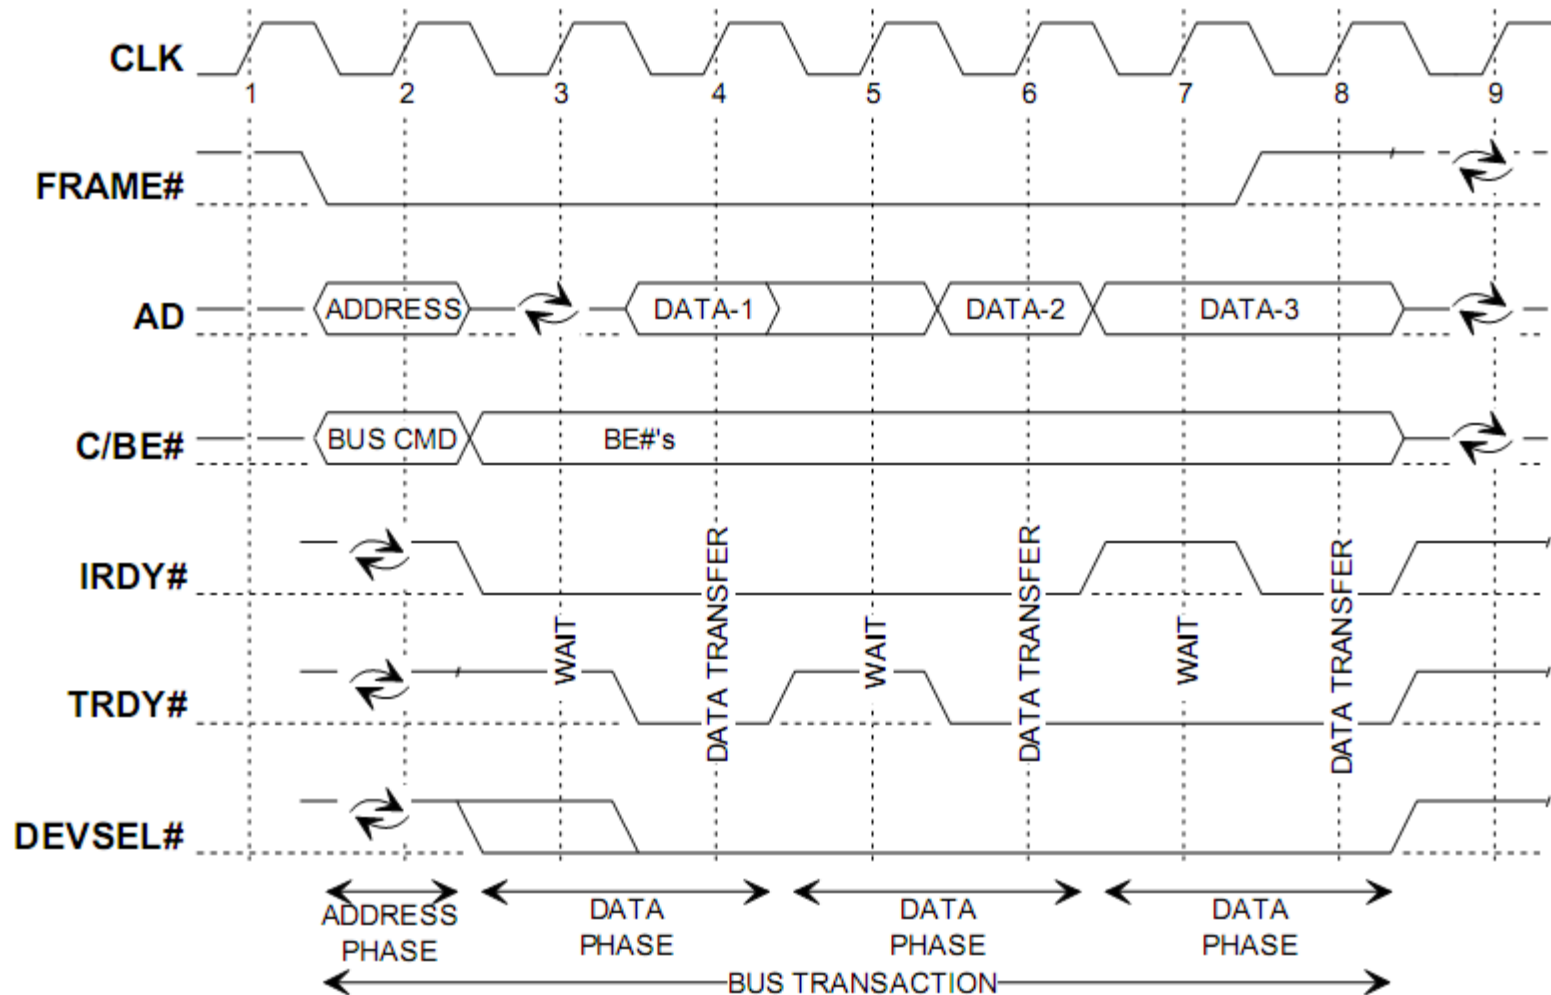 CLK
1 2 3 4 5 6 7 8 9
FRAME#
AD
ADDRESS
DATA-1
DATA-2
DATA-3
C/BE#
BUS CMD
BE#'s
IRDY#
TRDY#
WAIT
DATA TRANSFER
WAIT
DATA TRANSFER
WAIT
DATA TRANSFER
DEVSEL#
ADDRESS
PHASE
DATA
PHASE
DATA
PHASE
DATA
PHASE
BUS TRANSACTION